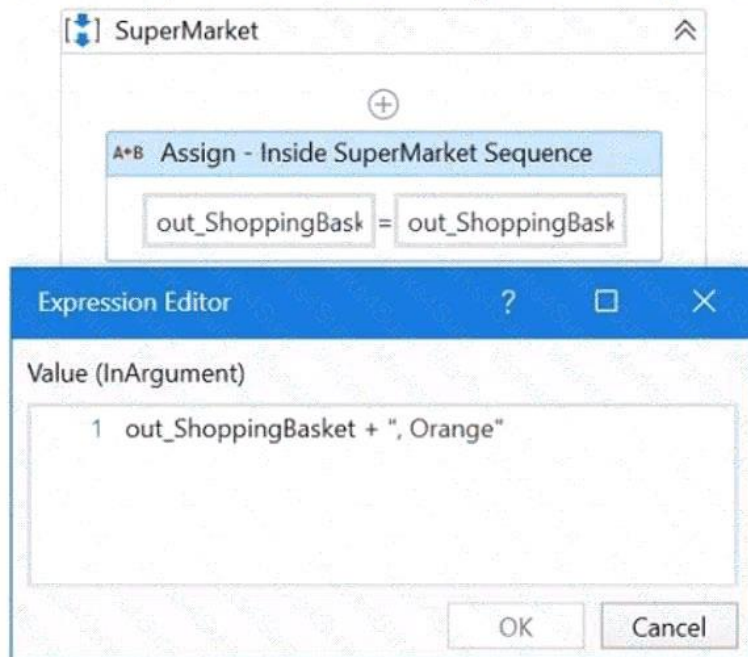 SuperMarket
A+B Assign - Inside SuperMarket Sequence
out_ShoppingBask = out_ShoppingBask
Expression Editor ?
Value (InArgument)
1 out_ShoppingBasket + ", Orange"
OK Cancel